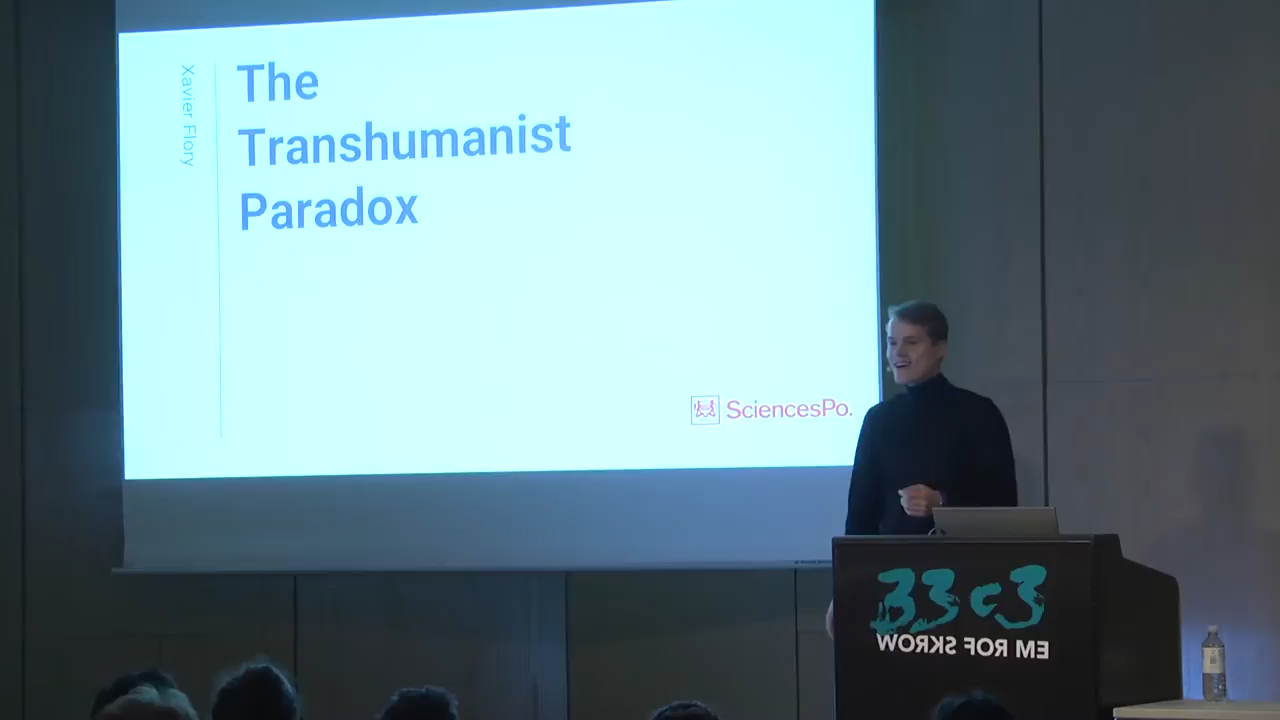 Xavier Flory
The
Transhumanist
Paradox
SciencesPo.
33c3
WORKS FOR ME